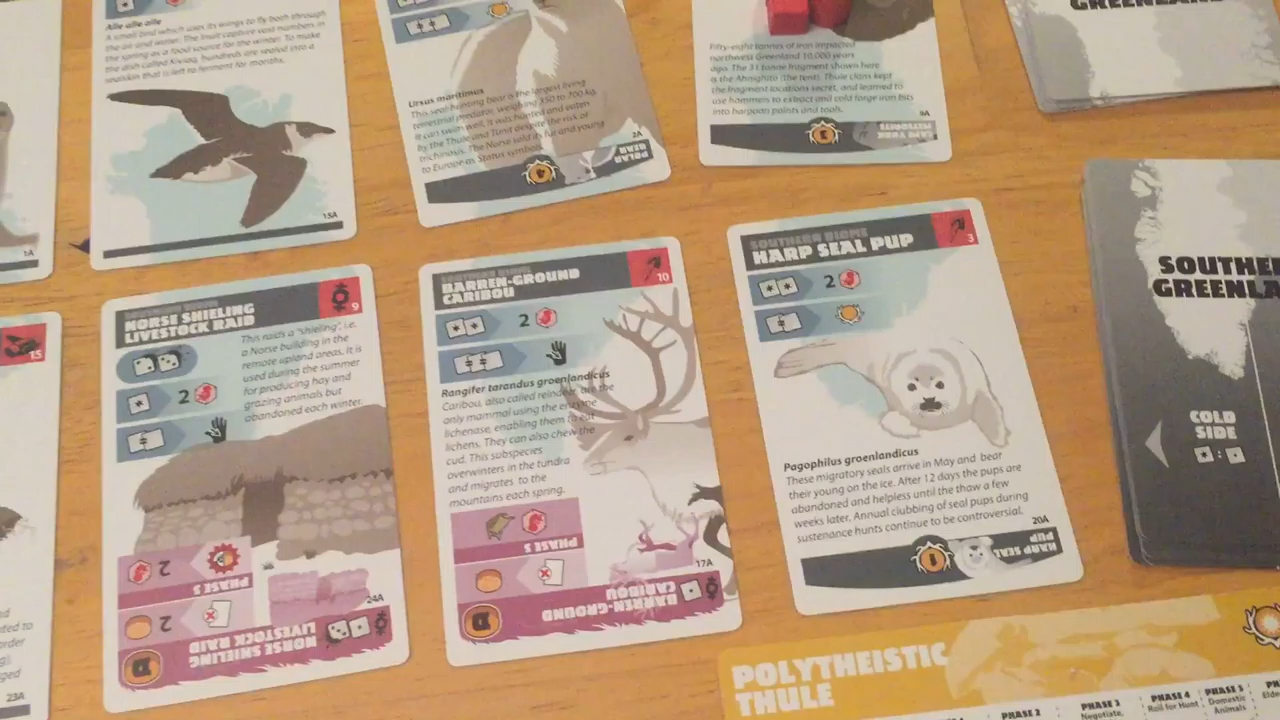 Alle alle alle
A small bird which uses its wings to fly both through
the air and water. The Inuit capture vast numbers in
the spring as a food source for the winter. To make
the dish called Kiviaq, hundreds are sealed into a
sealskin that is left to ferment for months.
15A
1A
Ursus maritimus
This seal-hunting bear is the largest living
terrestrial predator, weighing 350 to 700 kg.
It can swim well. It was hunted and eaten
by the Thule and Tunit despite the risk of
trichinosis. The Norse sold its fur and young
to Europe as Status symbols.
2A
POLAR
BEAR
Fifty-eight tonnes of iron impacted
northwest Greenland 10,000 years
ago. The 31 tonne fragment shown here
is the Ahnighito (the tent). Thule clans kept
the fragment locations secret, and learned to
use hammers to extract and cold forge iron bits
into harpoon points and tools.
CAPE YORK
METEORITE
GREENLAND
15
23A
NORSE SHIELING
LIVESTOCK RAID
9
This raids a "shieling", i.e.
a Norse building in the
remote upland areas. It is
used during the summer
for producing hay and
grazing animals but
abandoned each winter.
2
2
PHASE 5
2
24A
NORSE SHIELING
LIVESTOCK RAID
SOUTHERN BIOME
BARREN-GROUND
CARIBOU
10
2
Rangifer tarandus groenlandicus
Caribou, also called reindeer, are the
only mammal using the enzyme
lichenase, enabling them to eat
lichens. They can also chew the
cud. This subspecies
overwinters in the tundra
and migrates to the
mountains each spring.
PHASE 5
17A
BARREN-GROUND
CARIBOU
SOUTHERN BIOME
HARP SEAL PUP
3
2
Pagophilus groenlandicus
These migratory seals arrive in May and bear
their young on the ice. After 12 days the pups are
abandoned and helpless until the thaw a few
weeks later. Annual clubbing of seal pups during
sustenance hunts continue to be controversial.
20A
HARP SEAL
PUP
COLD
SIDE
POLYTHEISTIC
THULE
PHASE 2
PHASE 3
Negotiate,
PHASE 4
Roll for Hunt
PHASE 5
Domestic
Animals